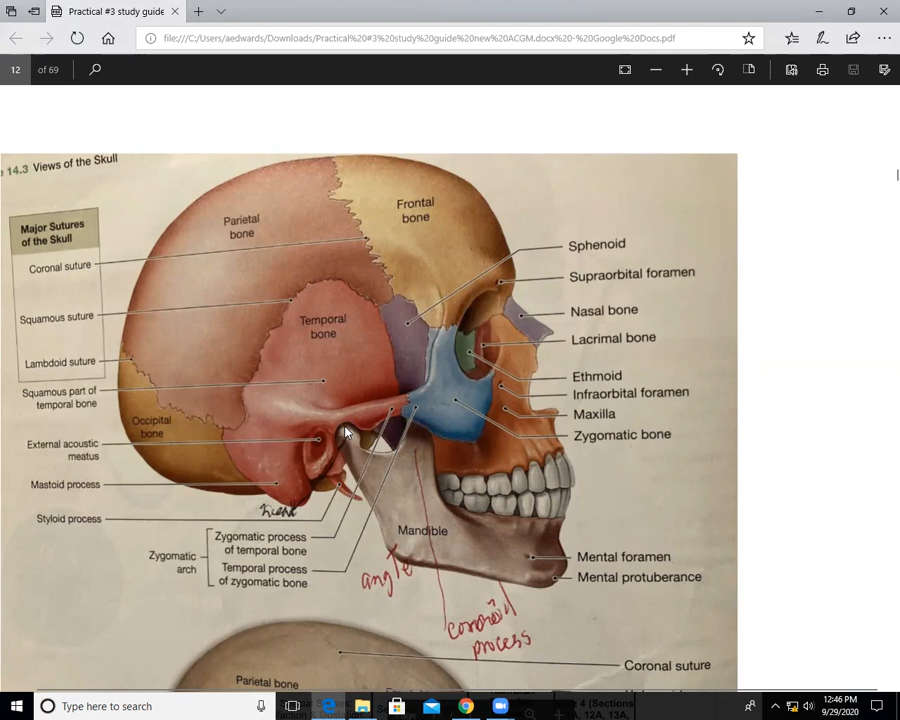 Practical #3 study guide
file:///C:/Users/aedwards/Downloads/Practical%20#3%20study%20guide%20new%20ACGM.docx%20-%20Google%20Docs.pdf
12 of 69
14.3 Views of the Skull
Major Sutures
of the Skull
Coronal suture
Squamous suture
Lambdoid suture
Squamous part of
temporal bone
External acoustic
meatus
Mastoid process
Styloid process
Zygomatic
arch
Zygomatic process
of temporal bone
Temporal process
of zygomatic bone
Parietal
bone
Frontal
bone
Temporal
bone
Occipital
bone
Mandible
angle
process
Sphenoid
Supraorbital foramen
Nasal bone
Lacrimal bone
Ethmoid
Infraorbital foramen
Maxilla
Zygomatic bone
Mental foramen
Mental protuberance
Coronal suture
Parietal bone
Type here to search
12:46 PM
9/29/2020